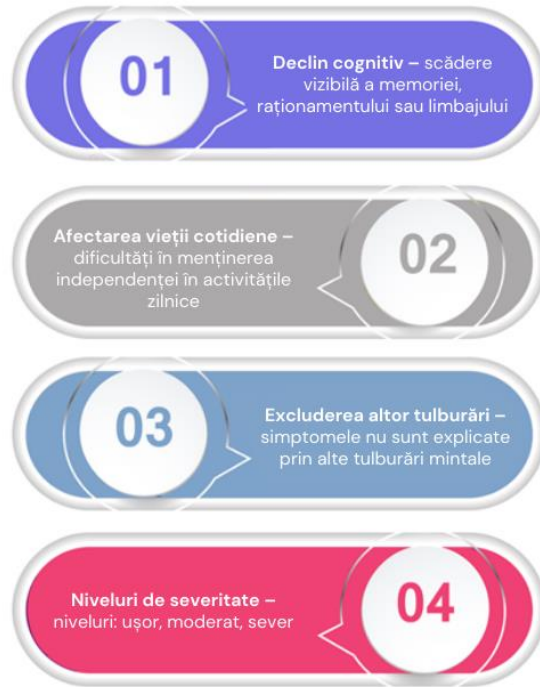 01
Declin cognitiv – scădere
vizibilă a memoriei,
raționamentului sau limbajului
Afectarea vieții cotidiene –
dificultăți în menținerea
independenței în activitățile
zilnice
02
03
Excluderea altor tulburări –
simptomele nu sunt explicate
prin alte tulburări mintale
Niveluri de severitate –
niveluri: ușor, moderat, sever
04